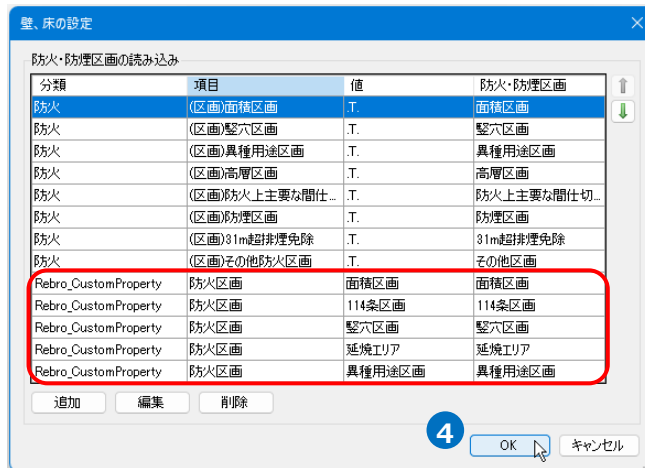 壁、床の設定
防火・防煙区画の読み込み
分類 項目 値 防火・防煙区画
防火 (区画)面積区画 .T. 面積区画
防火 (区画)竪穴区画 .T. 竪穴区画
防火 (区画)異種用途区画 .T. 異種用途区画
防火 (区画)高層区画 .T. 高層区画
防火 (区画)防火上主要な間仕... .T. 防火上主要な間仕切...
防火 (区画)防煙区画 .T. 防煙区画
防火 (区画)31m超排煙免除 .T. 31m超排煙免除
防火 (区画)その他防火区画 .T. その他区画
Rebro_CustomProperty 防火区画 面積区画 面積区画
Rebro_CustomProperty 防火区画 114条区画 114条区画
Rebro_CustomProperty 防火区画 竪穴区画 竪穴区画
Rebro_CustomProperty 防火区画 延焼エリア 延焼エリア
Rebro_CustomProperty 防火区画 異種用途区画 異種用途区画
追加 編集 削除
4 OK キャンセル